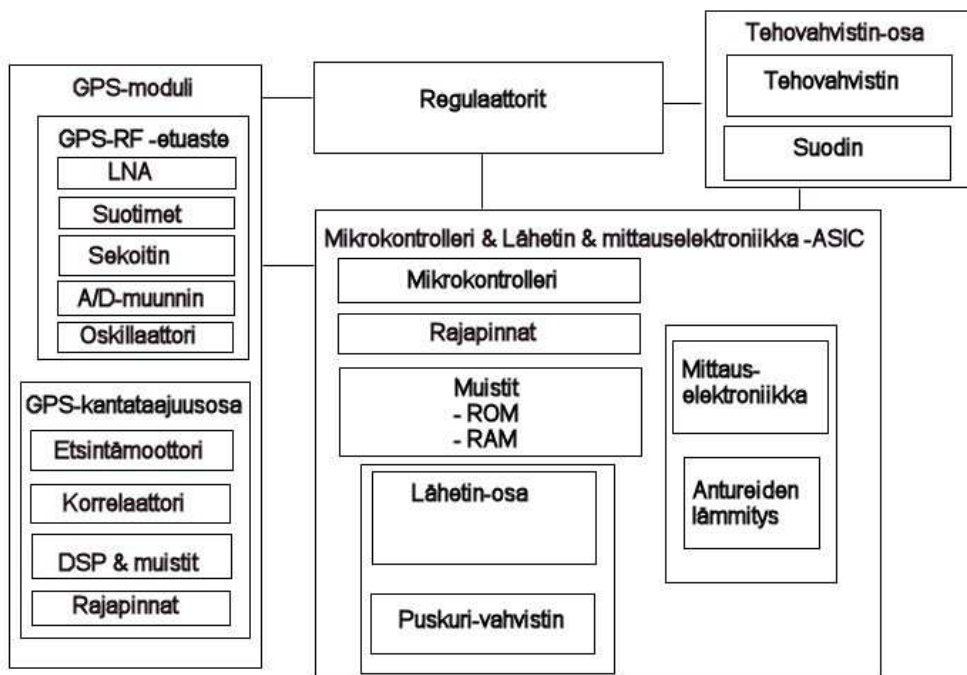 GPS-moduli
GPS-RF -etuaste
LNA
Suotimet
Sekoitin
A/D-muunnin
Oskillaattori
GPS-kantataajuusosa
Etsintämoottori
Korrelaattori
DSP & muistit
Rajapinnat
Regulaattorit
Tehovahvistin-osa
Tehovahvistin
Suodin
Mikrokontrolleri & Lähetin & mittauselektroniikka -ASIC
Mikrokontrolleri
Rajapinnat
Muistit
- ROM
- RAM
Lähetin-osa
Puskuri-vahvistin
Mittaus-
elektroniikka
Antureiden
lämmitys